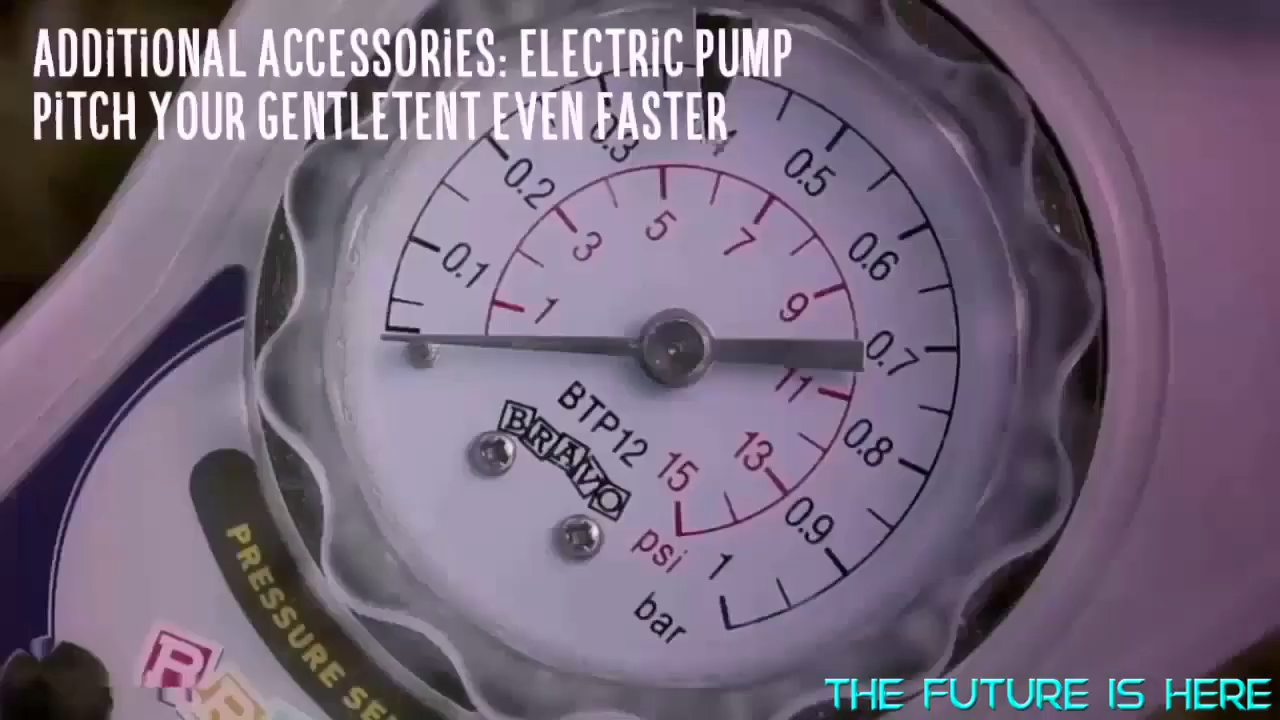 ADDiTiONAL ACCESSORiES: ELECTRiC PUMP
PiTCH YOUR GENTLETENT EVEN FASTER
0.1
0.2
0.3
0.5
0.6
0.7
0.8
0.9
1
bar
1
3
5
7
9
11
13
15
psi
BTP12
BRAVO
PRESSURE
THE FUTURE IS HERE